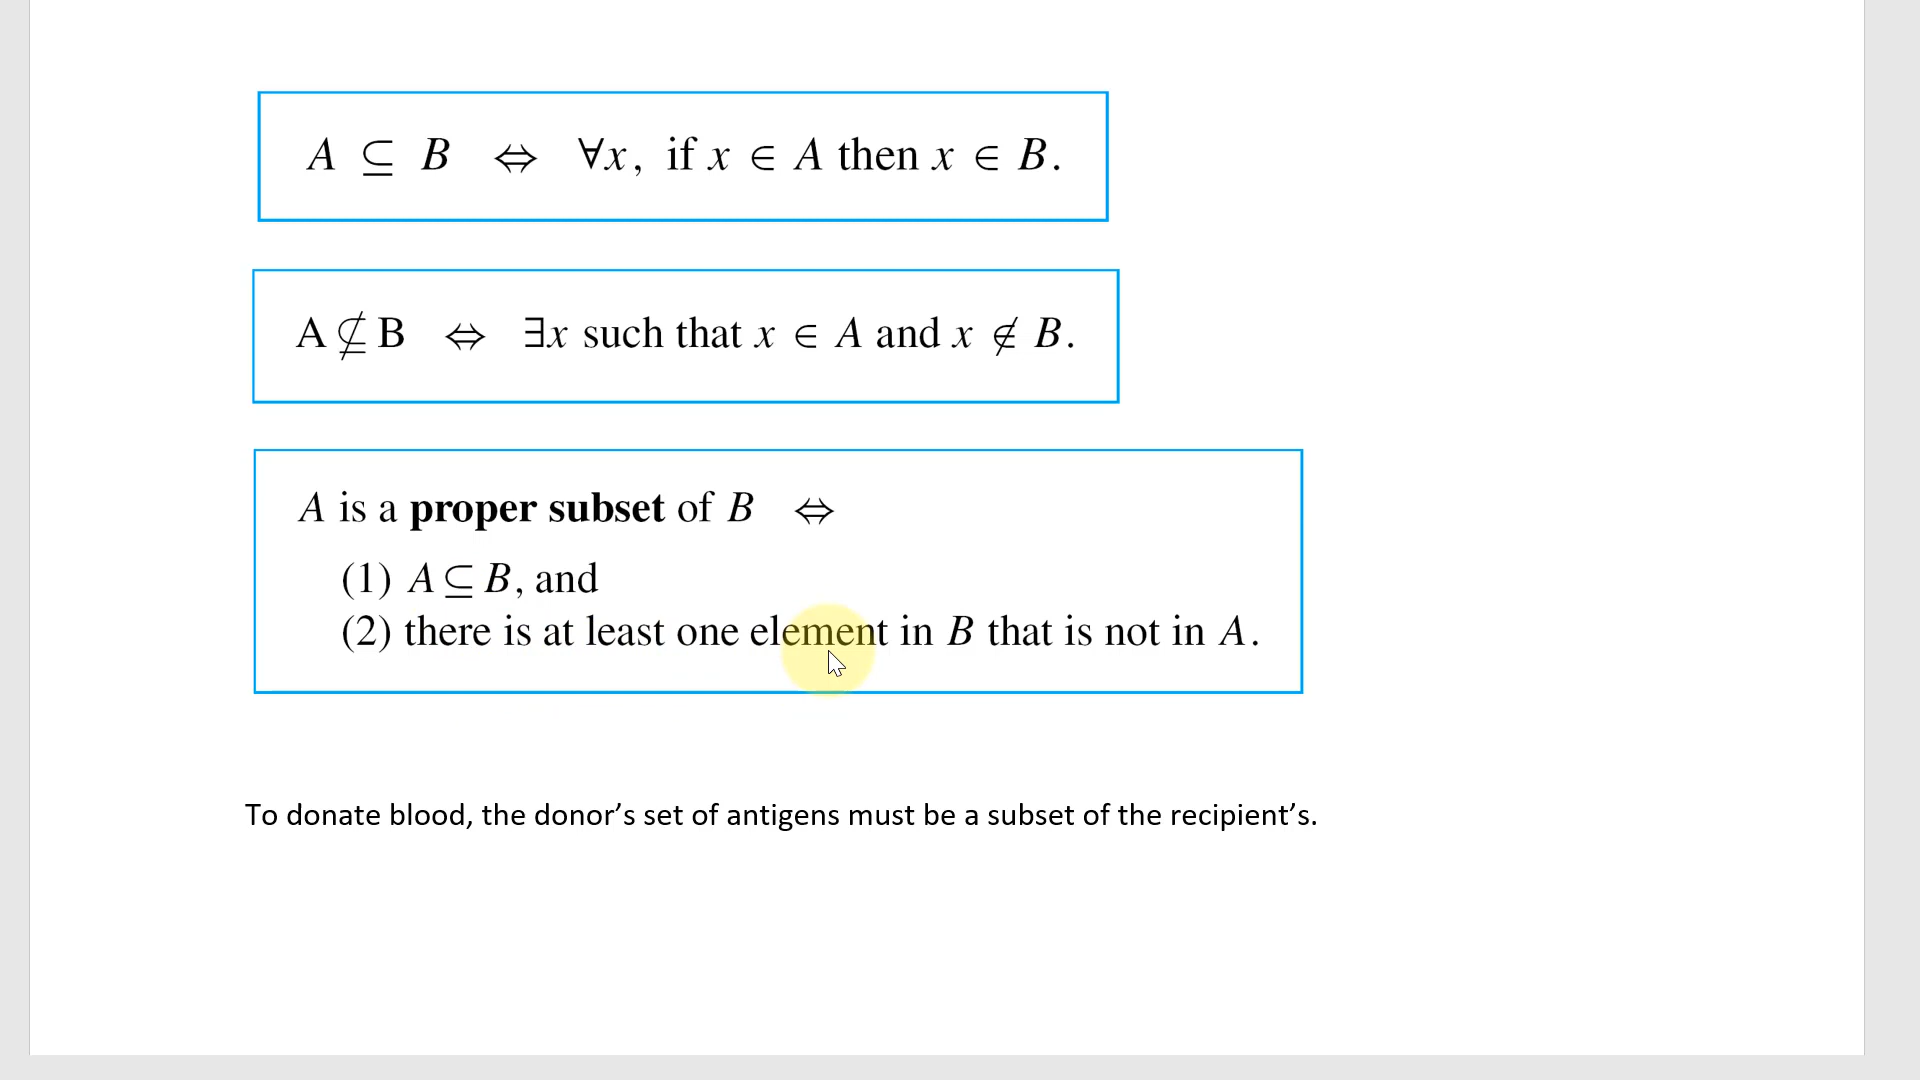 A ⊆ B ⇔ ∀x, if x ∈ A then x ∈ B.
A ⊈ B ⇔ ∃x such that x ∈ A and x ∉ B.
A is a proper subset of B ⇔
(1) A ⊆ B, and
(2) there is at least one element in B that is not in A.
To donate blood, the donor’s set of antigens must be a subset of the recipient’s.